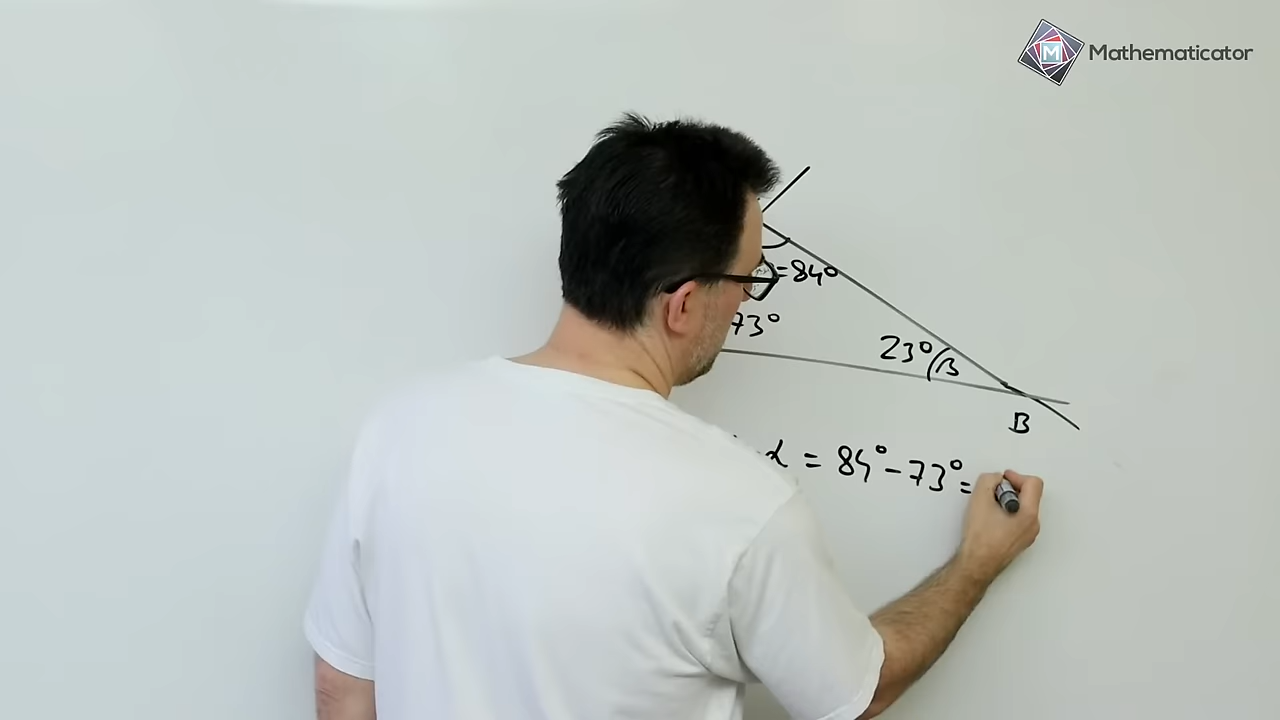 Mathematicator
=84°
73°
23°
β
B
α = 84° - 73° =